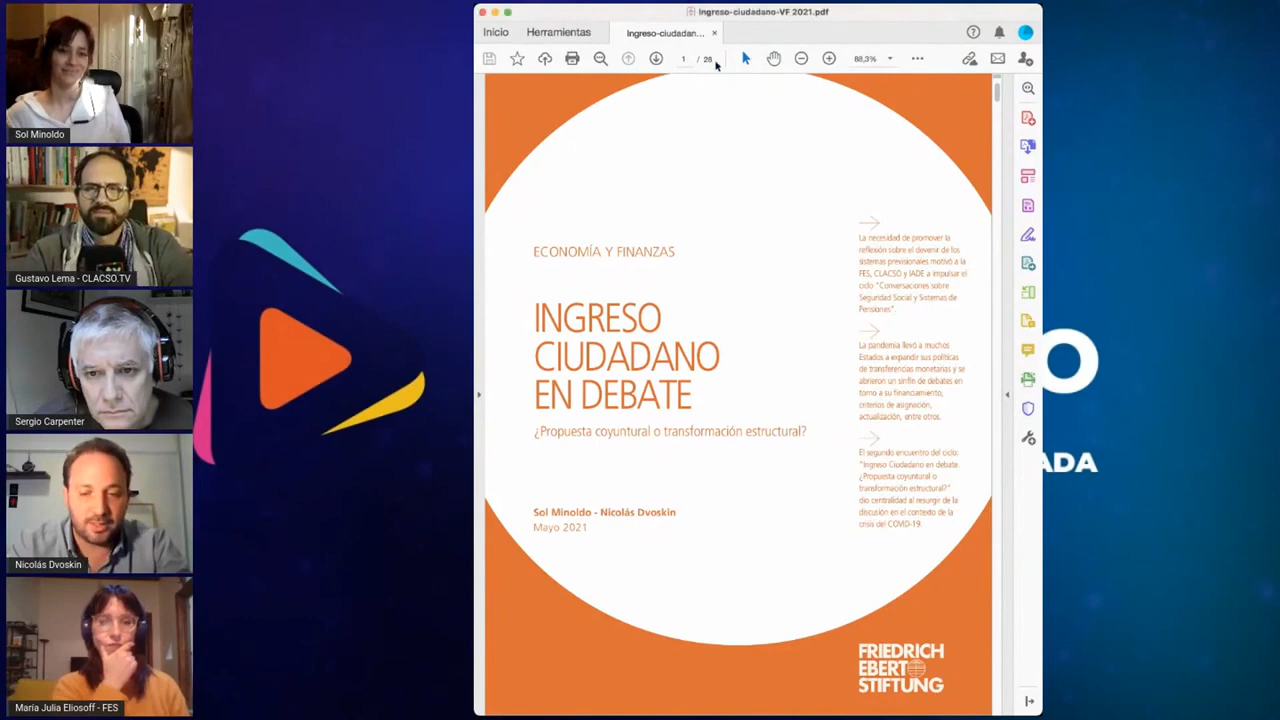 Sol Minoldo
Gustavo Lema - CLACSO.TV
Sergio Carpenter
Nicolás Dvoskin
María Julia Eliosoff - FES
Ingreso-ciudadano-VF 2021.pdf
Inicio
Herramientas
Ingreso-ciudadan...
1 / 28
88,3%
ECONOMÍA Y FINANZAS
INGRESO
CIUDADANO
EN DEBATE
¿Propuesta coyuntural o transformación estructural?
Sol Minoldo - Nicolás Dvoskin
Mayo 2021
La necesidad de promover la
reflexión sobre el devenir de los
sistemas previsionales motivó a la
FES, CLACSO y IADE a impulsar el
ciclo "Conversaciones sobre
Seguridad Social y Sistemas de
Pensiones".
La pandemia llevó a muchos
Estados a expandir sus políticas
de transferencias monetarias y se
abrieron un sinfín de debates en
torno a su financiamiento,
criterios de asignación,
actualización, entre otros.
El segundo encuentro del ciclo:
"Ingreso Ciudadano en debate.
¿Propuesta coyuntural o
transformación estructural?"
dio centralidad al resurgir de la
discusión en el contexto de la
crisis del COVID-19.
FRIEDRICH
EBERT
STIFTUNG
O
ADA